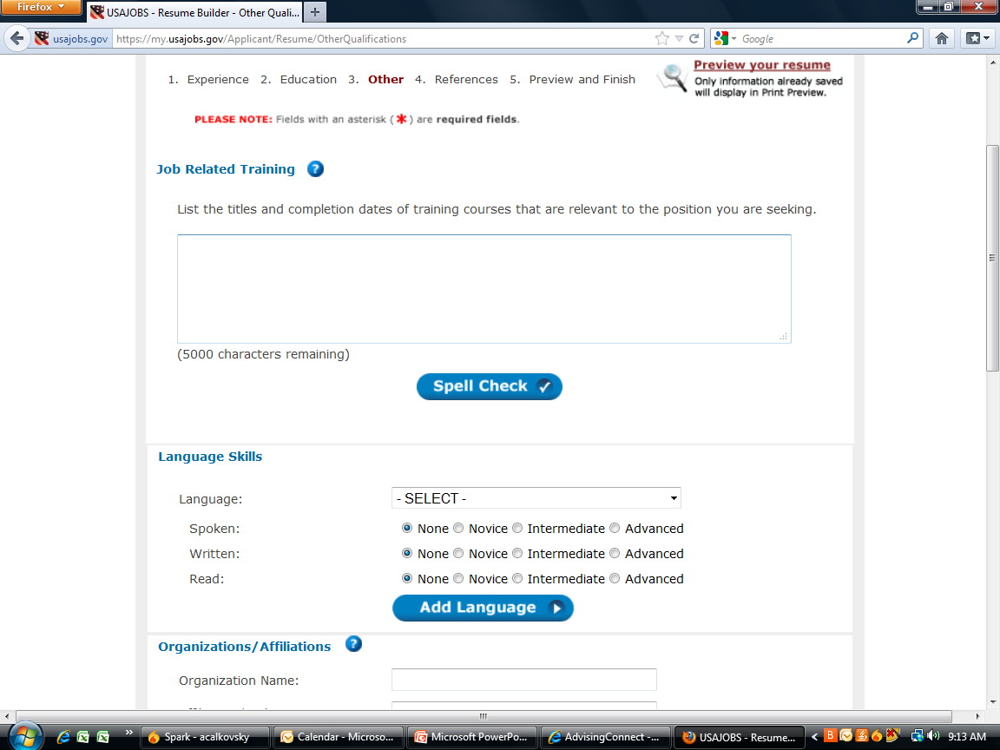 Firefox
USAJOBS - Resume Builder - Other Quali...
usajobs.gov
https://my.usajobs.gov/Applicant/Resume/OtherQualifications
Google
1. Experience 2. Education 3. Other 4. References 5. Preview and Finish
Preview your resume
Only information already saved
will display in Print Preview.
PLEASE NOTE: Fields with an asterisk ( * ) are required fields.
Job Related Training ?
List the titles and completion dates of training courses that are relevant to the position you are seeking.
(5000 characters remaining)
Spell Check
Language Skills
Language: - SELECT -
Spoken: None Novice Intermediate Advanced
Written: None Novice Intermediate Advanced
Read: None Novice Intermediate Advanced
Add Language
Organizations/Affiliations ?
Organization Name:
Spark - acalkovsky
Calendar - Microso...
Microsoft PowerPo...
AdvisingConnect -...
USAJOBS - Resume...
9:13 AM